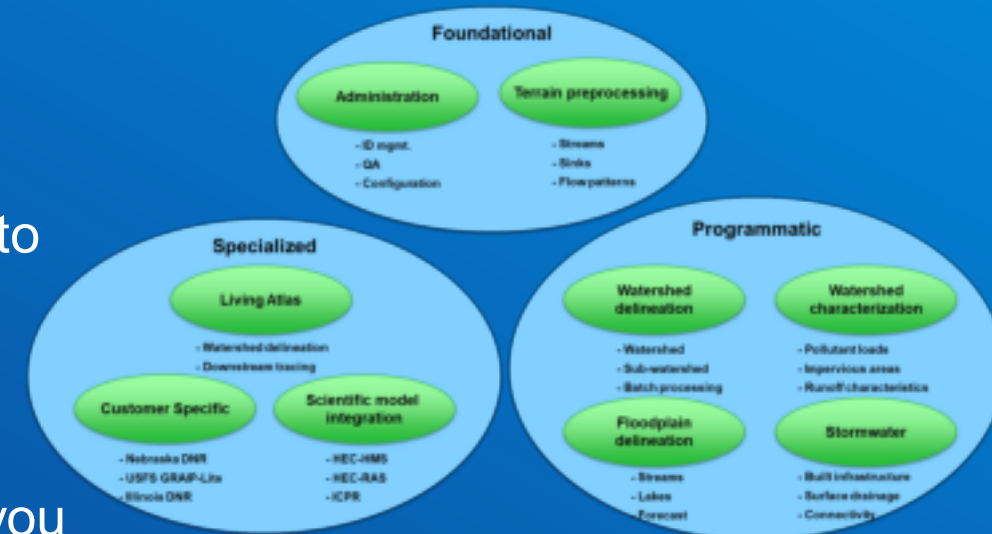 to
you
Foundational
Administration
- ID mgmt.
- QA
- Configuration
Terrain preprocessing
- Streams
- Sinks
- Flow patterns
Specialized
Living Atlas
- Watershed delineation
- Downstream tracing
Customer Specific
- Nebraska DNR
- USFS GRAIP-Lite
- Illinois DNR
Scientific model
integration
- HEC-HMS
- HEC-RAS
- ICPR
Programmatic
Watershed
delineation
- Watershed
- Sub-watershed
- Batch processing
Watershed
characterization
- Pollutant loads
- Impervious areas
- Runoff characteristics
Floodplain
delineation
- Streams
- Lakes
- Forecast
Stormwater
- Built infrastructure
- Surface drainage
- Connectivity